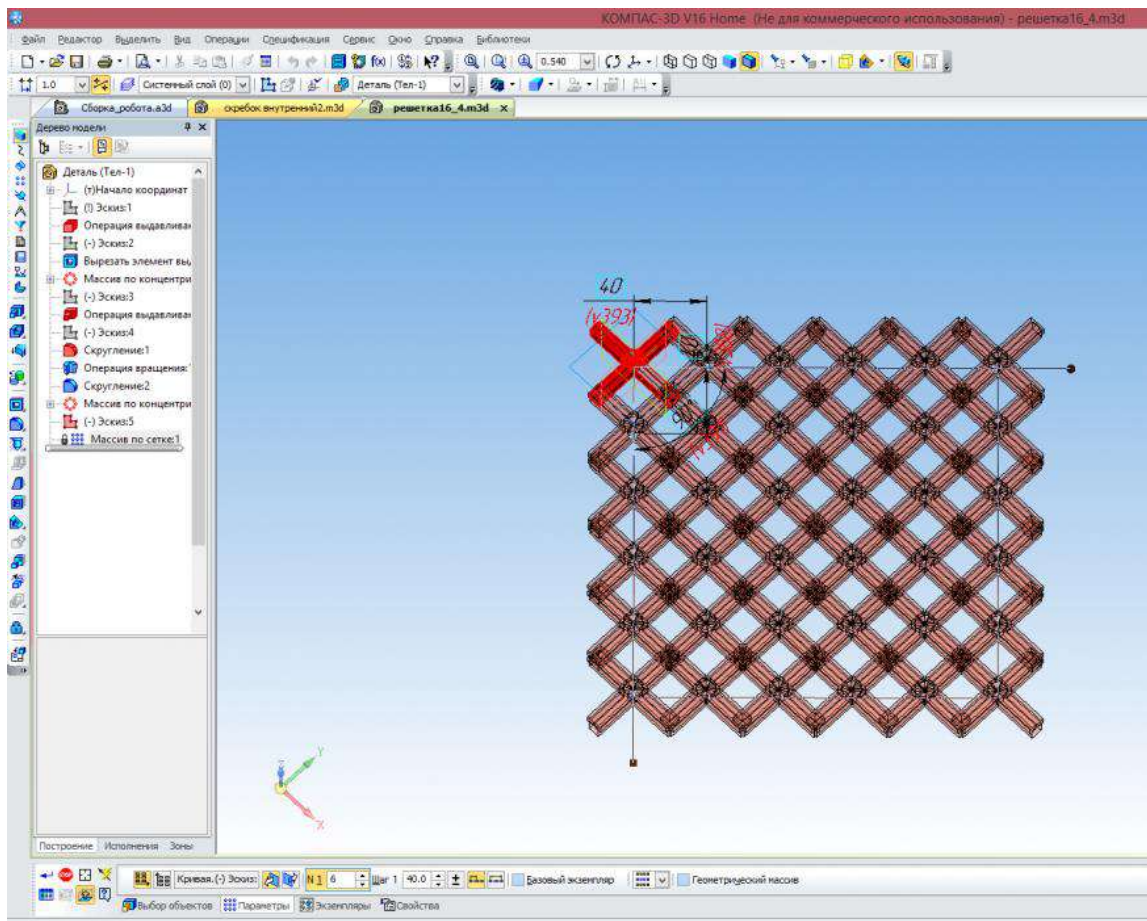 КОМПАС-3D V16 Home (Не для коммерческого использования) - решетка16_4.m3d
Файл Редактор Выделить Вид Операции Спецификация Сервис Окно Справка Библиотеки
0.540
1.0 Системный слой (0) Деталь (Тел-1)
Сборка_робота.a3d скребок внутренний2.m3d решетка16_4.m3d
Дерево модели
Деталь (Тел-1)
(т)Начало координат
(!) Эскиз:1
Операция выдавлива
(-) Эскиз:2
Вырезать элемент вы
Массив по концентри
(-) Эскиз:3
Операция выдавлива
(-) Эскиз:4
Скругление:1
Операция вращения:
Скругление:2
Массив по концентри
(-) Эскиз:5
Массив по сетке:1
40
(v393)
Z
Y
X
Построение Исполнения Зоны
Кривая.(-) Эскиз: N 1 6 Шаг 1 40.0 Базовый экземпляр Геометрический массив
Выбор объектов Параметры Экземпляры Свойства